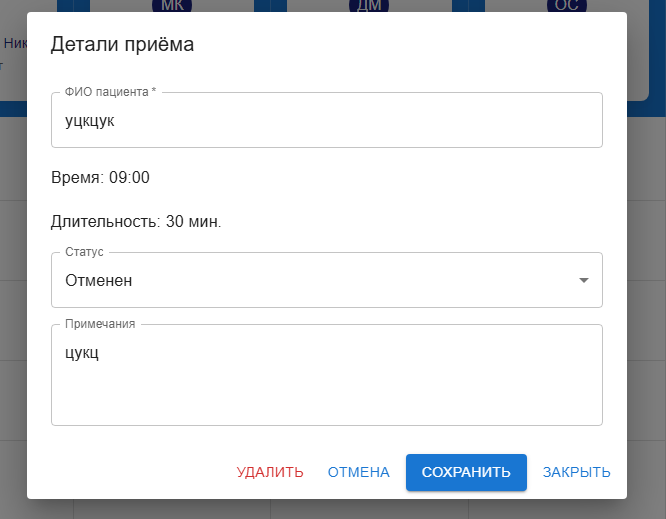 МК
ДМ
ОС
Ник
Детали приёма
ФИО пациента *
уцкцук
Время: 09:00
Длительность: 30 мин.
Статус
Отменен
Примечания
цукц
УДАЛИТЬ
ОТМЕНА
СОХРАНИТЬ
ЗАКРЫТЬ